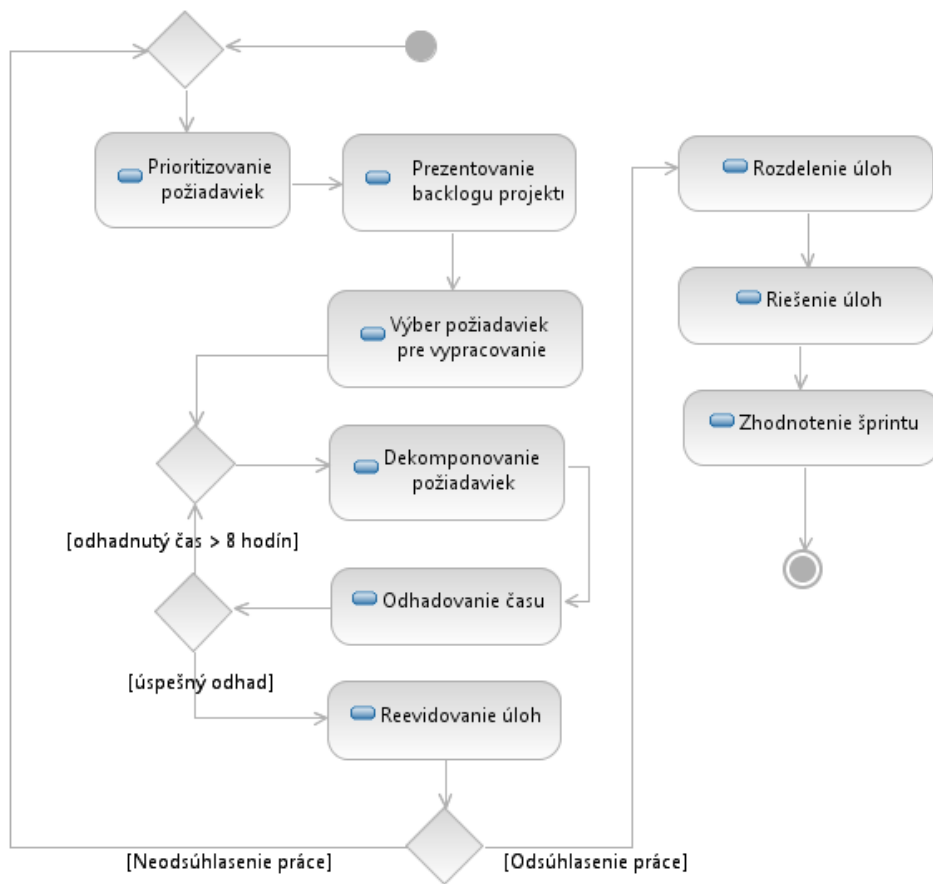 Prioritizovanie
požiadaviek
Prezentovanie
backlogu projektu
Výber požiadaviek
pre vypracovanie
Dekomponovanie
požiadaviek
[odhadnutý čas > 8 hodín]
Odhadovanie času
[úspešný odhad]
Reevidovanie úloh
[Neodsúhlasenie práce]
[Odsúhlasenie práce]
Rozdelenie úloh
Riešenie úloh
Zhodnotenie šprintu